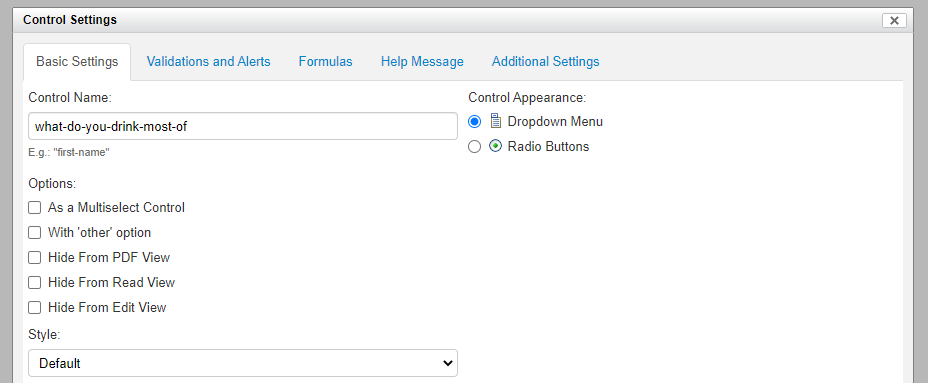 Control Settings
Basic Settings Validations and Alerts Formulas Help Message Additional Settings
Control Name:
what-do-you-drink-most-of
E.g.: "first-name"
Control Appearance:
Dropdown Menu
Radio Buttons
Options:
As a Multiselect Control
With 'other' option
Hide From PDF View
Hide From Read View
Hide From Edit View
Style:
Default